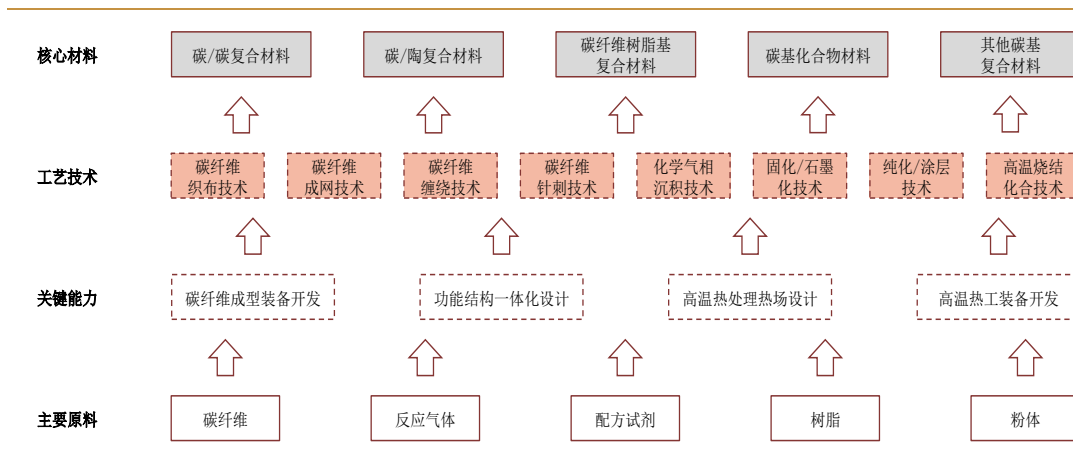 核心材料
碳/碳复合材料
碳/陶复合材料
碳纤维树脂基
复合材料
碳基化合物材料
其他碳基
复合材料
工艺技术
碳纤维
织布技术
碳纤维
成网技术
碳纤维
缠绕技术
碳纤维
针刺技术
化学气相
沉积技术
固化/石墨
化技术
纯化/涂层
技术
高温烧结
化合技术
关键能力
碳纤维成型装备开发
功能结构一体化设计
高温热处理热场设计
高温热工装备开发
主要原料
碳纤维
反应气体
配方试剂
树脂
粉体